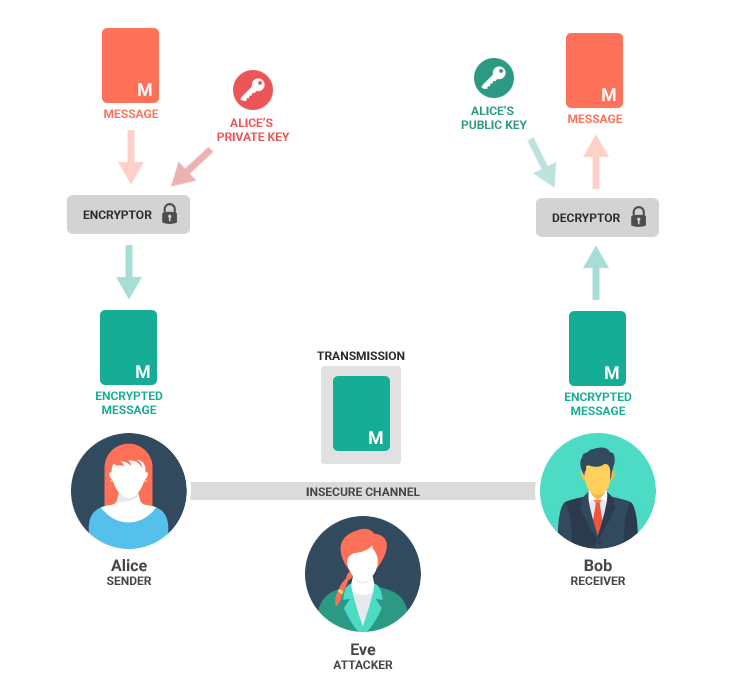 M
MESSAGE
ALICE'S
PRIVATE KEY
ENCRYPTOR
M
ENCRYPTED
MESSAGE
Alice
SENDER
TRANSMISSION
M
INSECURE CHANNEL
Eve
ATTACKER
ALICE'S
PUBLIC KEY
M
MESSAGE
DECRYPTOR
M
ENCRYPTED
MESSAGE
Bob
RECEIVER